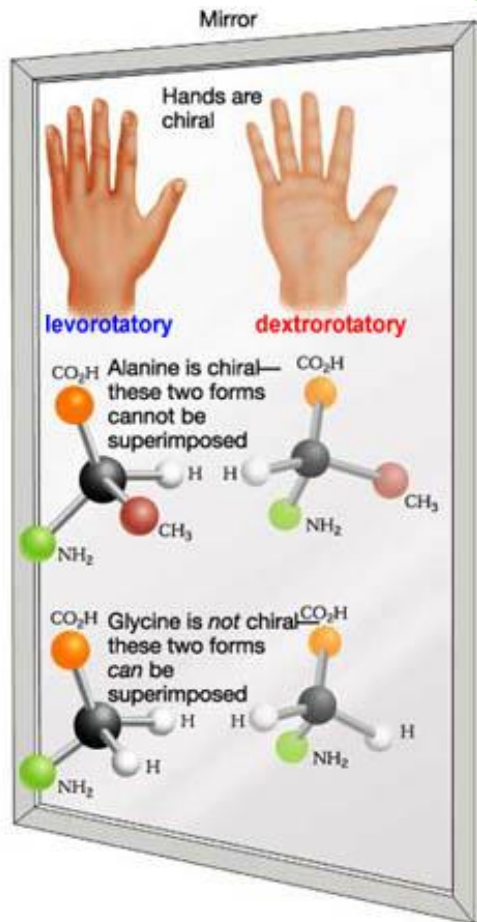 Mirror
Hands are
chiral
levorotatory
dextrorotatory
CO₂H
Alanine is chiral—
these two forms
cannot be
superimposed
CO₂H
H
H
CH₃
NH₂
NH₂
CO₂H
Glycine is not chiral—
these two forms
can be
superimposed
CO₂H
H
H
H
H
NH₂
NH₂